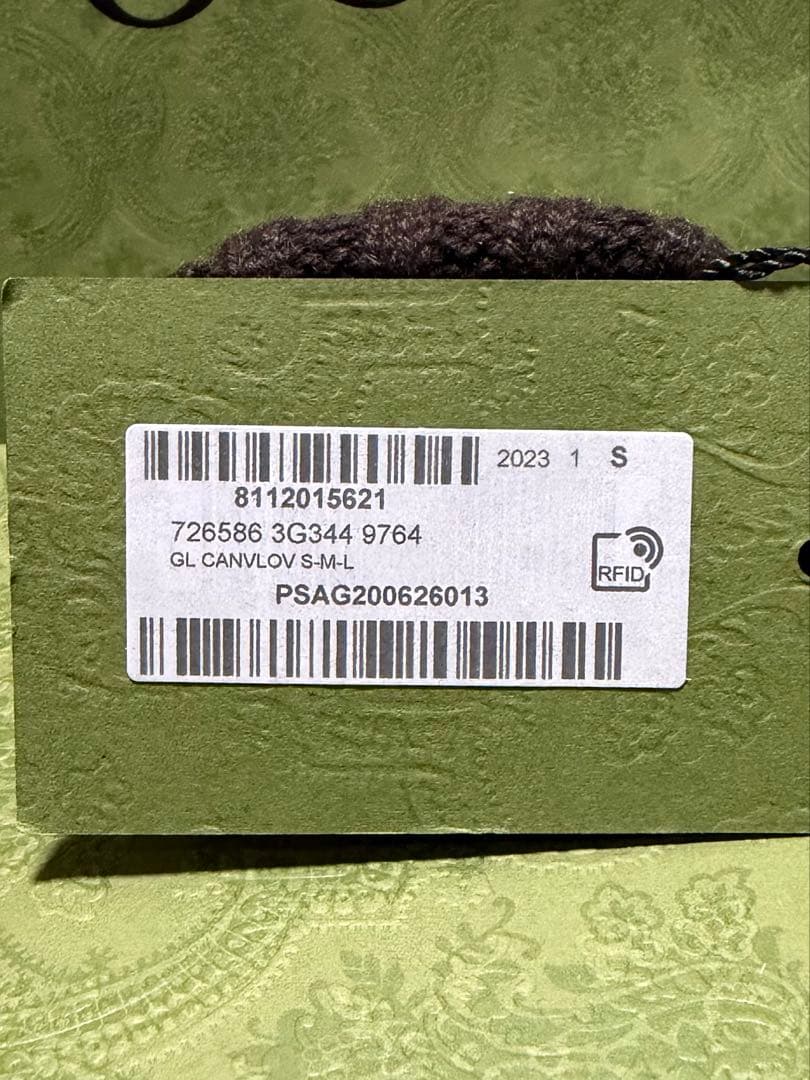 2023 1 S
8112015621
726586 3G344 9764
GL CANVLOV S-M-L
RFID
PSAG200626013